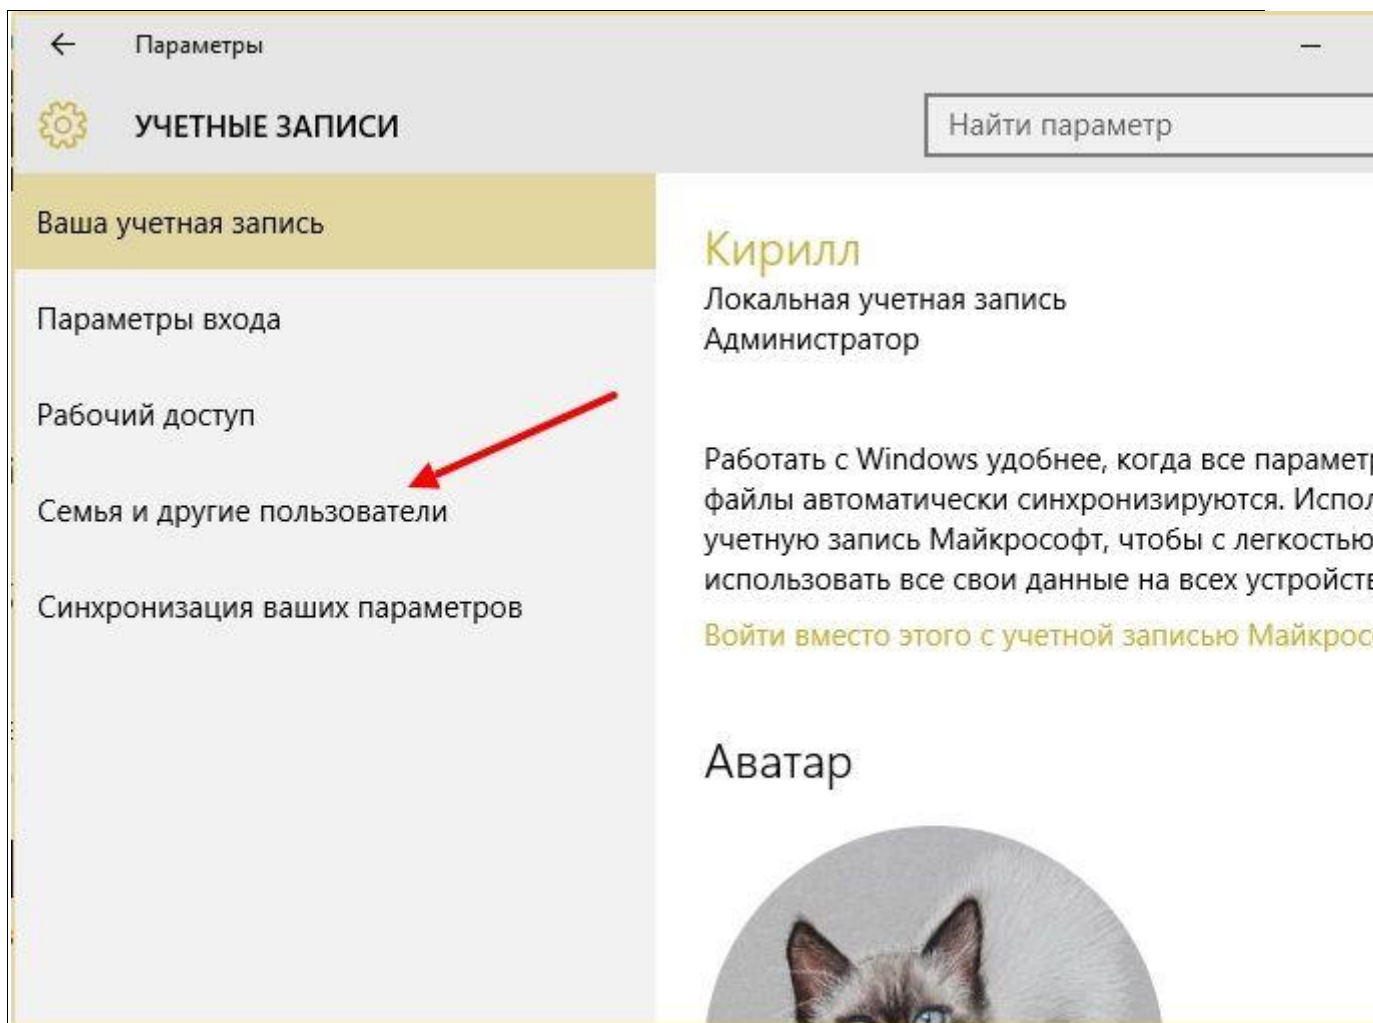 Параметры
УЧЕТНЫЕ ЗАПИСИ
Найти параметр
Ваша учетная запись
Параметры входа
Рабочий доступ
Семья и другие пользователи
Синхронизация ваших параметров
Кирилл
Локальная учетная запись
Администратор
Работать с Windows удобнее, когда все парамет
файлы автоматически синхронизируются. Испол
учетную запись Майкрософт, чтобы с легкостью
использовать все свои данные на всех устройст
Войти вместо этого с учетной записью Майкрос
Аватар